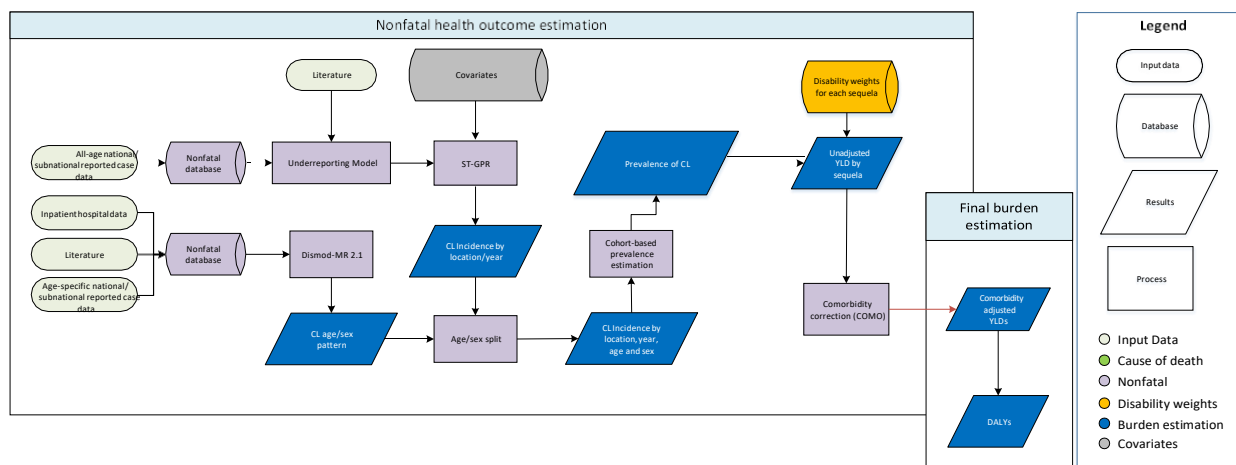 Nonfatal health outcome estimation
Literature
Covariates
Disability weights
for each sequela
All-age national/
subnational reported case
data
Nonfatal
database
Underreporting Model
ST-GPR
Prevalence of CL
Unadjusted
YLD by
sequela
Inpatient hospital data
Literature
Age-specific national/
subnational reported case
data
Nonfatal
database
Dismod-MR 2.1
CL Incidence by
location/year
Cohort-based
prevalence
estimation
CL age/sex
pattern
Age/sex split
CL Incidence by
location, year,
age and sex
Comorbidity
correction (COMO)
Final burden
estimation
Comorbidity
adjusted
YLDs
DALYs
Legend
Input data
Database
Results
Process
Input Data
Cause of death
Nonfatal
Disability weights
Burden estimation
Covariates